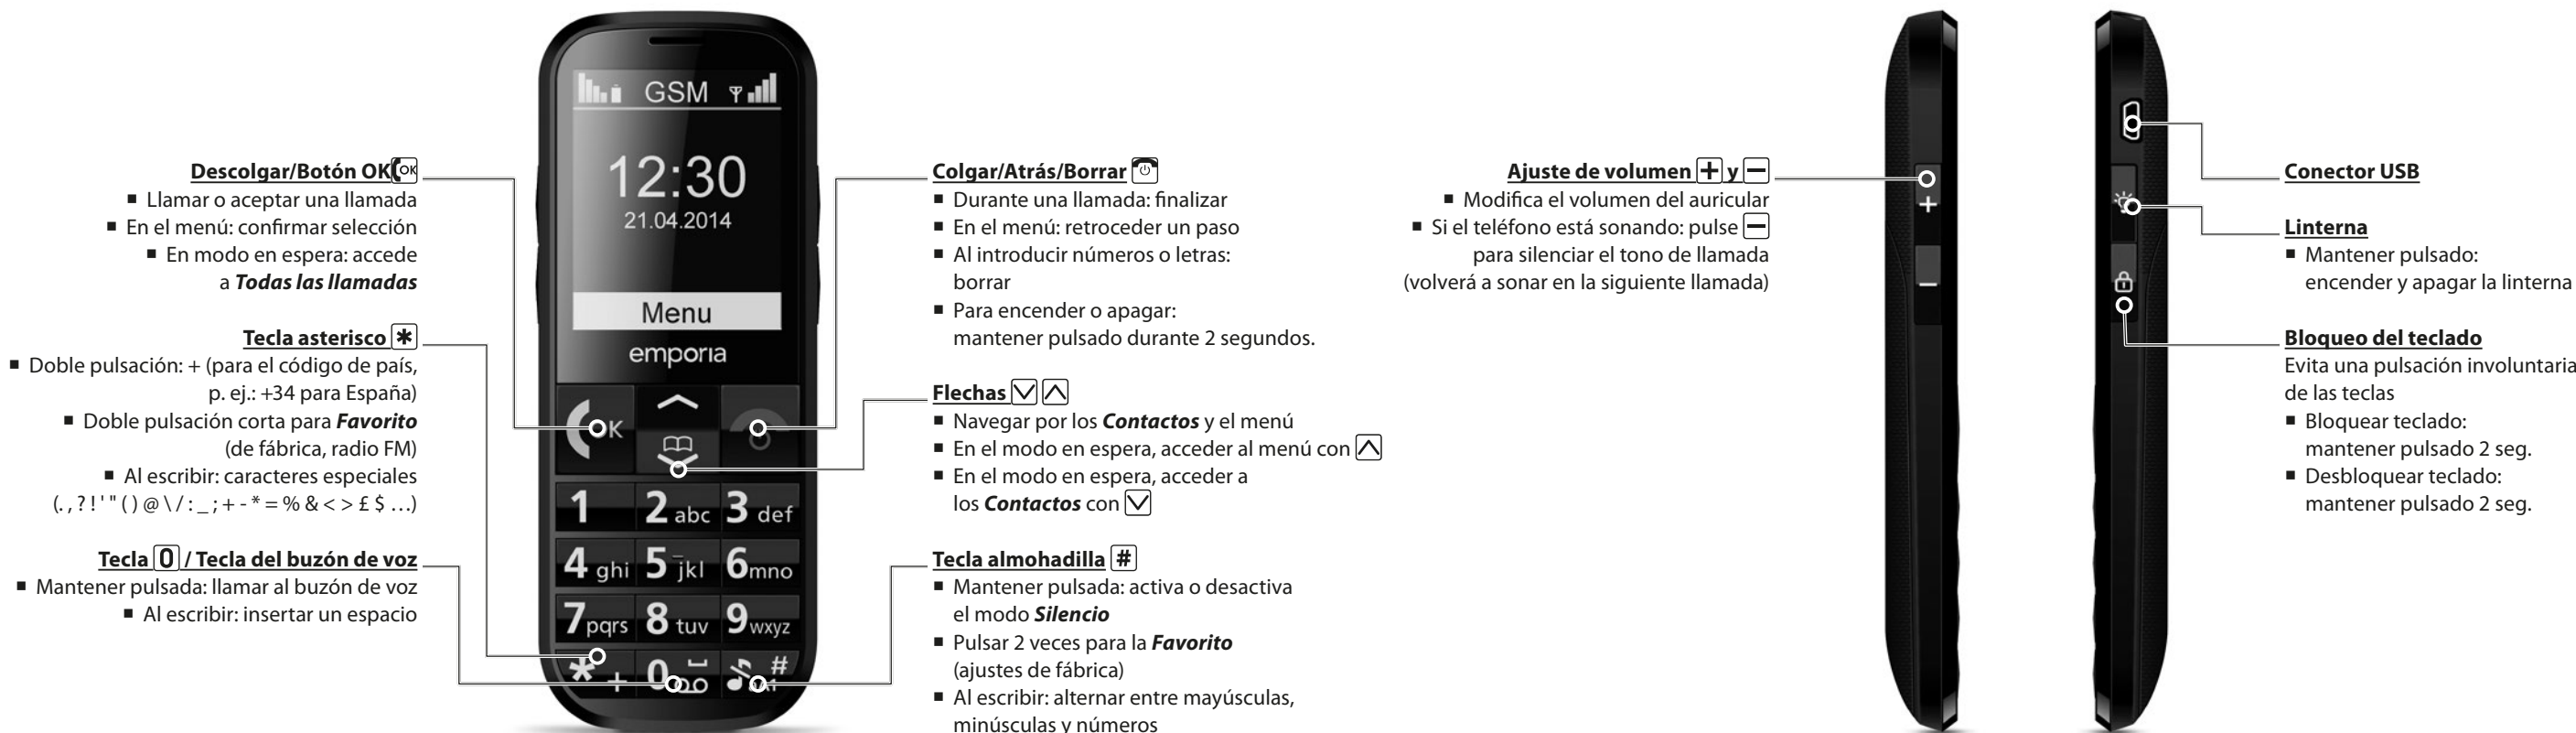 Descolgar/Botón OK OK
■ Llamar o aceptar una llamada
■ En el menú: confirmar selección
■ En modo en espera: accede
a Todas las llamadas
Tecla asterisco *
■ Doble pulsación: + (para el código de país,
p. ej.: +34 para España)
■ Doble pulsación corta para Favorito
(de fábrica, radio FM)
■ Al escribir: caracteres especiales
(. , ? ! ' " ( ) @ \ / : _ ; + - * = % & < > £ $ …)
Tecla 0 / Tecla del buzón de voz
■ Mantener pulsada: llamar al buzón de voz
■ Al escribir: insertar un espacio
GSM
12:30
21.04.2014
Menu
emporia
OK
1 2 abc 3 def
4 ghi 5 jkl 6 mno
7 pqrs 8 tuv 9 wxyz
* + 0 #
Colgar/Atrás/Borrar
■ Durante una llamada: finalizar
■ En el menú: retroceder un paso
■ Al introducir números o letras:
borrar
■ Para encender o apagar:
mantener pulsado durante 2 segundos.
Flechas
■ Navegar por los Contactos y el menú
■ En el modo en espera, acceder al menú con
■ En el modo en espera, acceder a
los Contactos con
Tecla almohadilla #
■ Mantener pulsada: activa o desactiva
el modo Silencio
■ Pulsar 2 veces para la Favorito
(ajustes de fábrica)
■ Al escribir: alternar entre mayúsculas,
minúsculas y números
Ajuste de volumen + y −
■ Modifica el volumen del auricular
■ Si el teléfono está sonando: pulse −
para silenciar el tono de llamada
(volverá a sonar en la siguiente llamada)
+
−
Conector USB
Linterna
■ Mantener pulsado:
encender y apagar la linterna
Bloqueo del teclado
Evita una pulsación involuntaria
de las teclas
■ Bloquear teclado:
mantener pulsado 2 seg.
■ Desbloquear teclado:
mantener pulsado 2 seg.